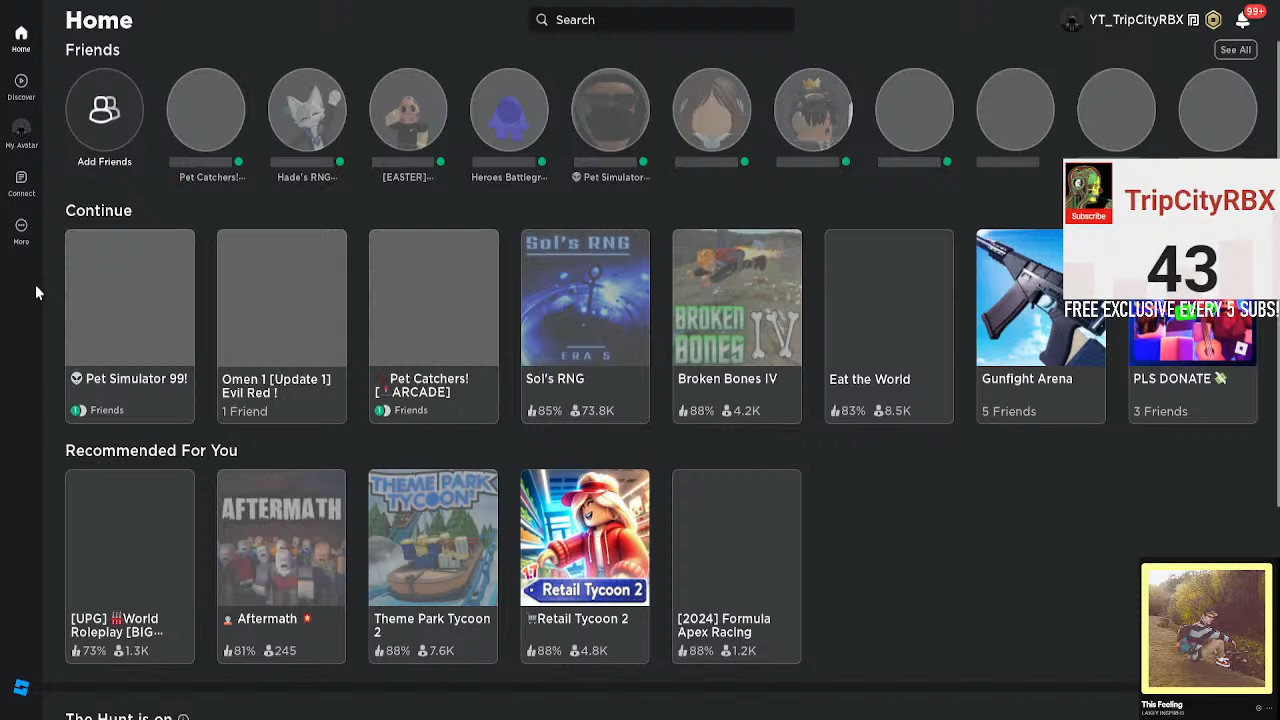 Home
Search
YT_TripCityRBX
99+
Home
Discover
My Avatar
Connect
More
Friends
See All
Add Friends
Pet Catchers!...
Hade's RNG...
[EASTER]...
Heroes Battlegr...
👽 Pet Simulator...
Subscribe
TripCityRBX
43
FREE EXCLUSIVE EVERY 5 SUBS!
Continue
Sol's RNG
ERA 5
BROKEN
BONES IV
👽 Pet Simulator 99!
Friends
Omen 1 [Update 1]
Evil Red !
1 Friend
Pet Catchers!
[🕹️ARCADE]
Friends
Sol's RNG
85% 73.8K
Broken Bones IV
88% 4.2K
Eat the World
83% 8.5K
Gunfight Arena
5 Friends
PLS DONATE 💸
3 Friends
Recommended For You
AFTERMATH
THEME PARK
TYCOON
Retail Tycoon 2
[UPG] World
Roleplay [BIG...
73% 1.3K
Aftermath
81% 245
Theme Park Tycoon
2
88% 7.6K
🛒Retail Tycoon 2
88% 4.8K
[2024] Formula
Apex Racing
88% 1.2K
The Hunt is on
This Feeling
LAKEY INSPIRED